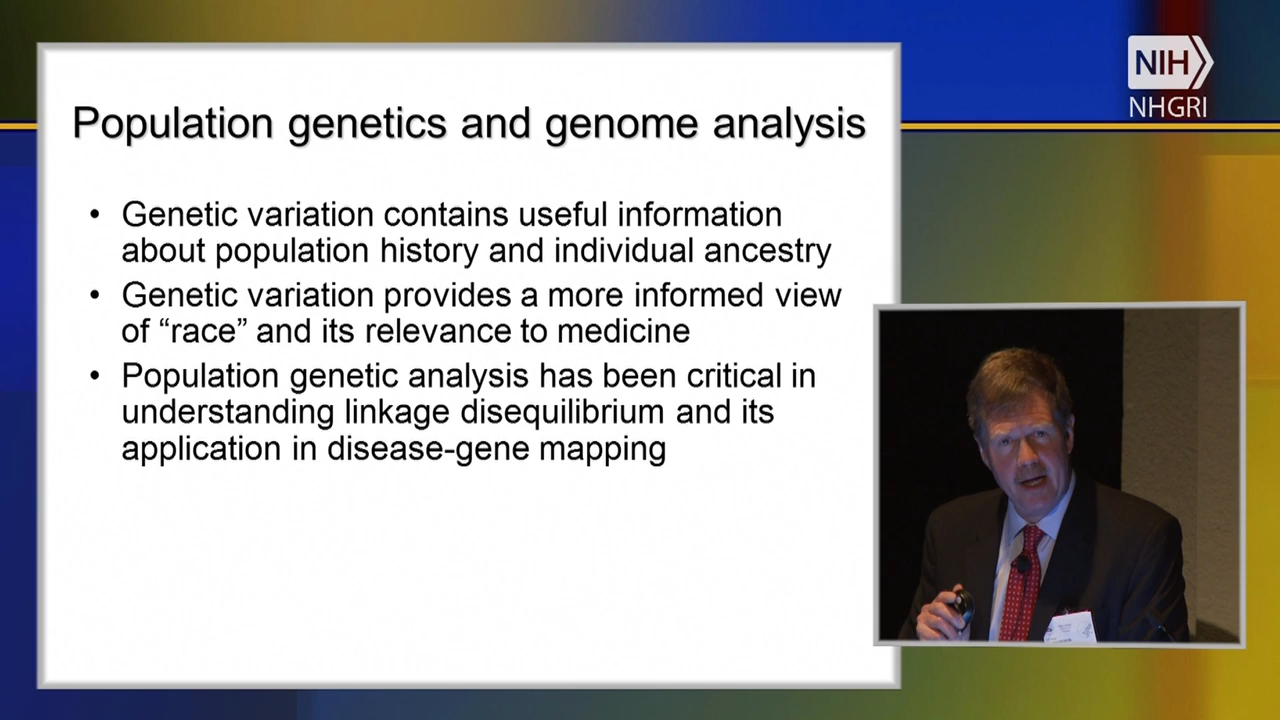 NIH
NHGRI
Population genetics and genome analysis
• Genetic variation contains useful information
about population history and individual ancestry
• Genetic variation provides a more informed view
of “race” and its relevance to medicine
• Population genetic analysis has been critical in
understanding linkage disequilibrium and its
application in disease-gene mapping